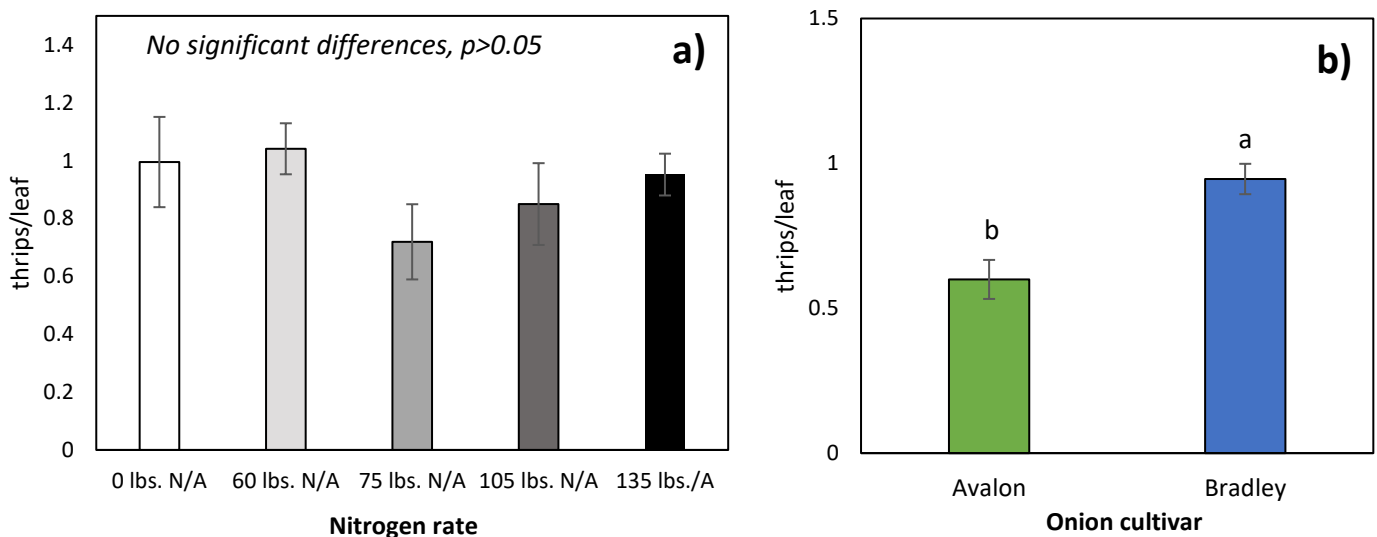 No significant differences, p>0.05
a)
1.4
1.2
1
0.8
0.6
0.4
0.2
0
thrips/leaf
0 lbs. N/A 60 lbs. N/A 75 lbs. N/A 105 lbs. N/A 135 lbs./A
Nitrogen rate
b)
1.5
1
0.5
0
thrips/leaf
b
a
Avalon Bradley
Onion cultivar